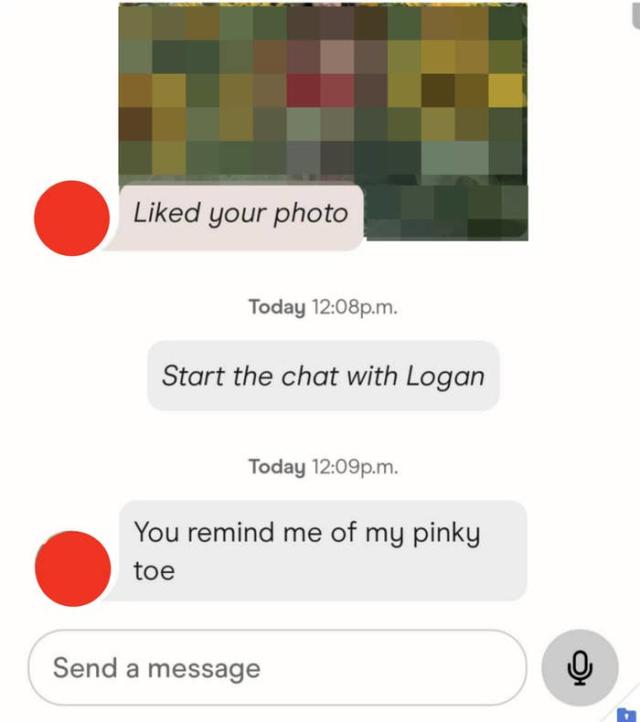 Liked your photo
Today 12:08p.m.
Start the chat with Logan
Today 12:09p.m.
You remind me of my pinky
toe
Send a message